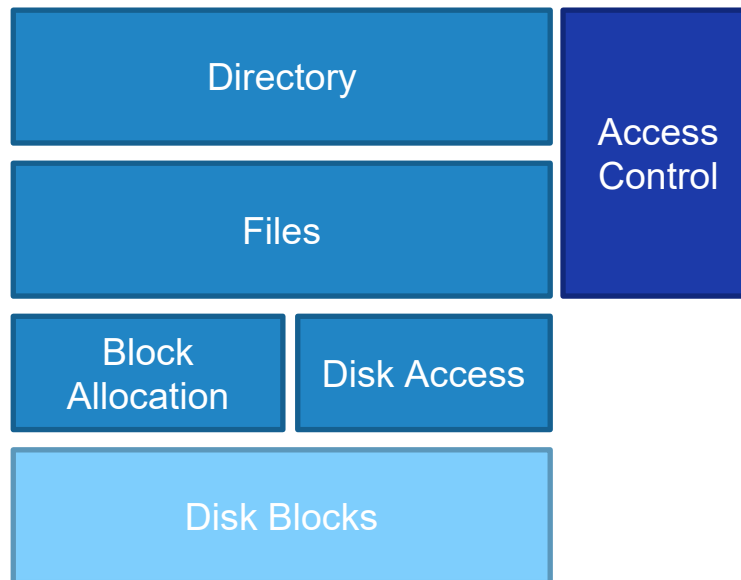 Directory
Access
Control
Files
Block
Allocation
Disk Access
Disk Blocks